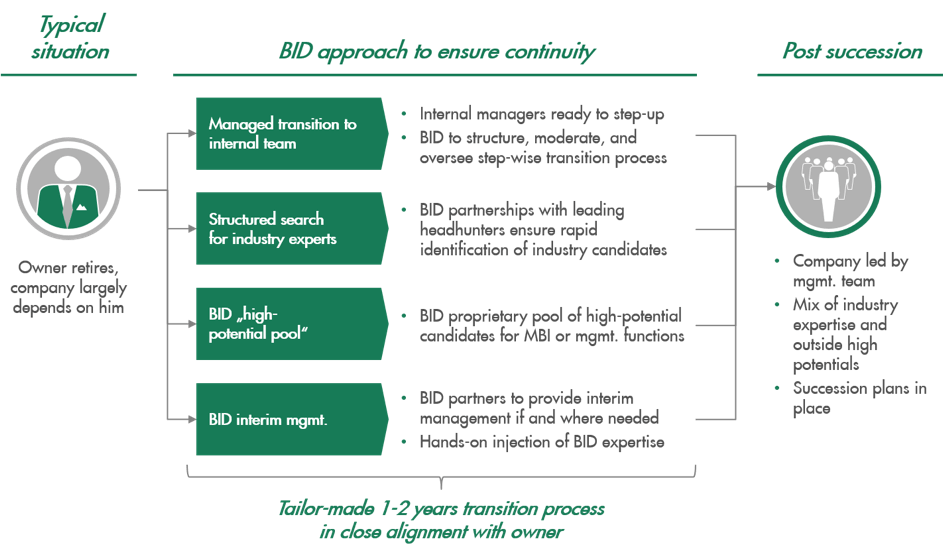 Typical
situation
BID approach to ensure continuity
Post succession
Owner retires,
company largely
depends on him
Managed transition to
internal team
• Internal managers ready to step-up
• BID to structure, moderate, and
oversee step-wise transition process
Structured search
for industry experts
• BID partnerships with leading
headhunters ensure rapid
identification of industry candidates
BID „high-
potential pool“
• BID proprietary pool of high-potential
candidates for MBI or mgmt. functions
BID interim mgmt.
• BID partners to provide interim
management if and where needed
• Hands-on injection of BID expertise
• Company led by
mgmt. team
• Mix of industry
expertise and
outside high
potentials
• Succession plans in
place
Tailor-made 1-2 years transition process
in close alignment with owner